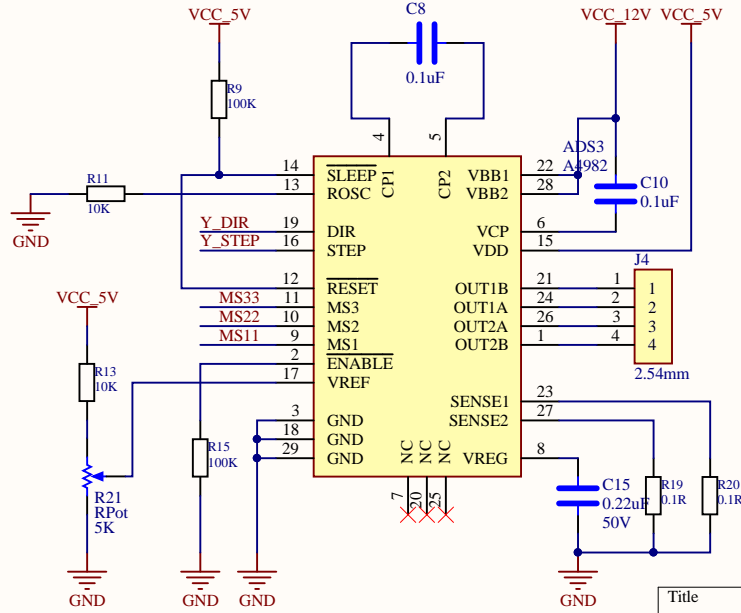 C8
VCC_5V
VCC_12V
VCC_5V
0.1uF
R9
100K
4
5
ADS3
A4982
R11
10K
GND
14
SLEEP
CP1
CP2
VBB1
22
13
ROSC
VBB2
28
C10
0.1uF
Y_DIR
19
DIR
VCP
6
Y_STEP
16
STEP
VDD
15
J4
12
RESET
OUT1B
21
1
1
MS33
11
MS3
OUT1A
24
2
2
MS22
10
MS2
OUT2A
26
3
3
MS11
9
MS1
OUT2B
1
4
4
2
ENABLE
2.54mm
VCC_5V
17
VREF
R13
10K
SENSE1
23
3
GND
SENSE2
27
18
GND
29
GND
NC
NC
NC
VREG
8
R15
100K
R21
RPot
5K
7
20
25
C15
0.22uF
50V
R19
0.1R
R20
0.1R
GND
GND
GND
GND
Title